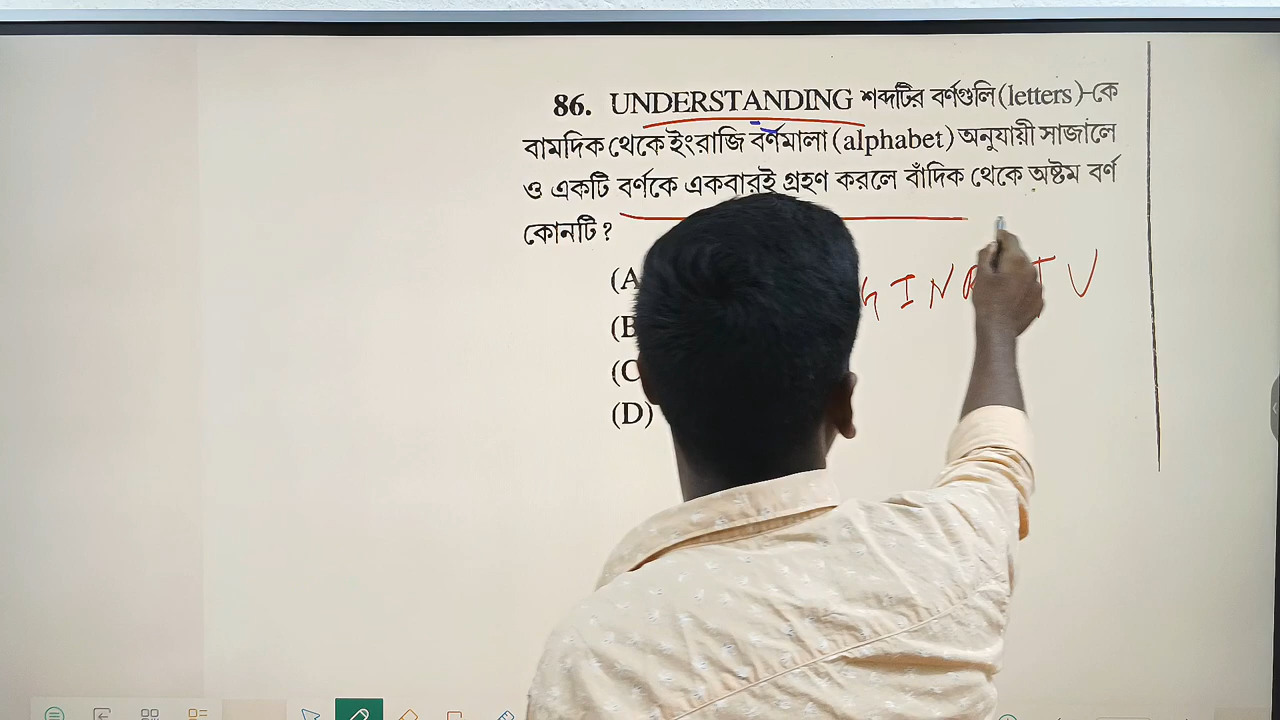 86. UNDERSTANDING শব্দটির বর্ণগুলি (letters)-কে
বামদিক থেকে ইংরাজি বর্ণমালা (alphabet) অনুযায়ী সাজালে
ও একটি বর্ণকে একবারই গ্রহণ করলে বাঁদিক থেকে অষ্টম বর্ণ
কোনটি ?
(A
G I N R T U
(B
(C
(D)